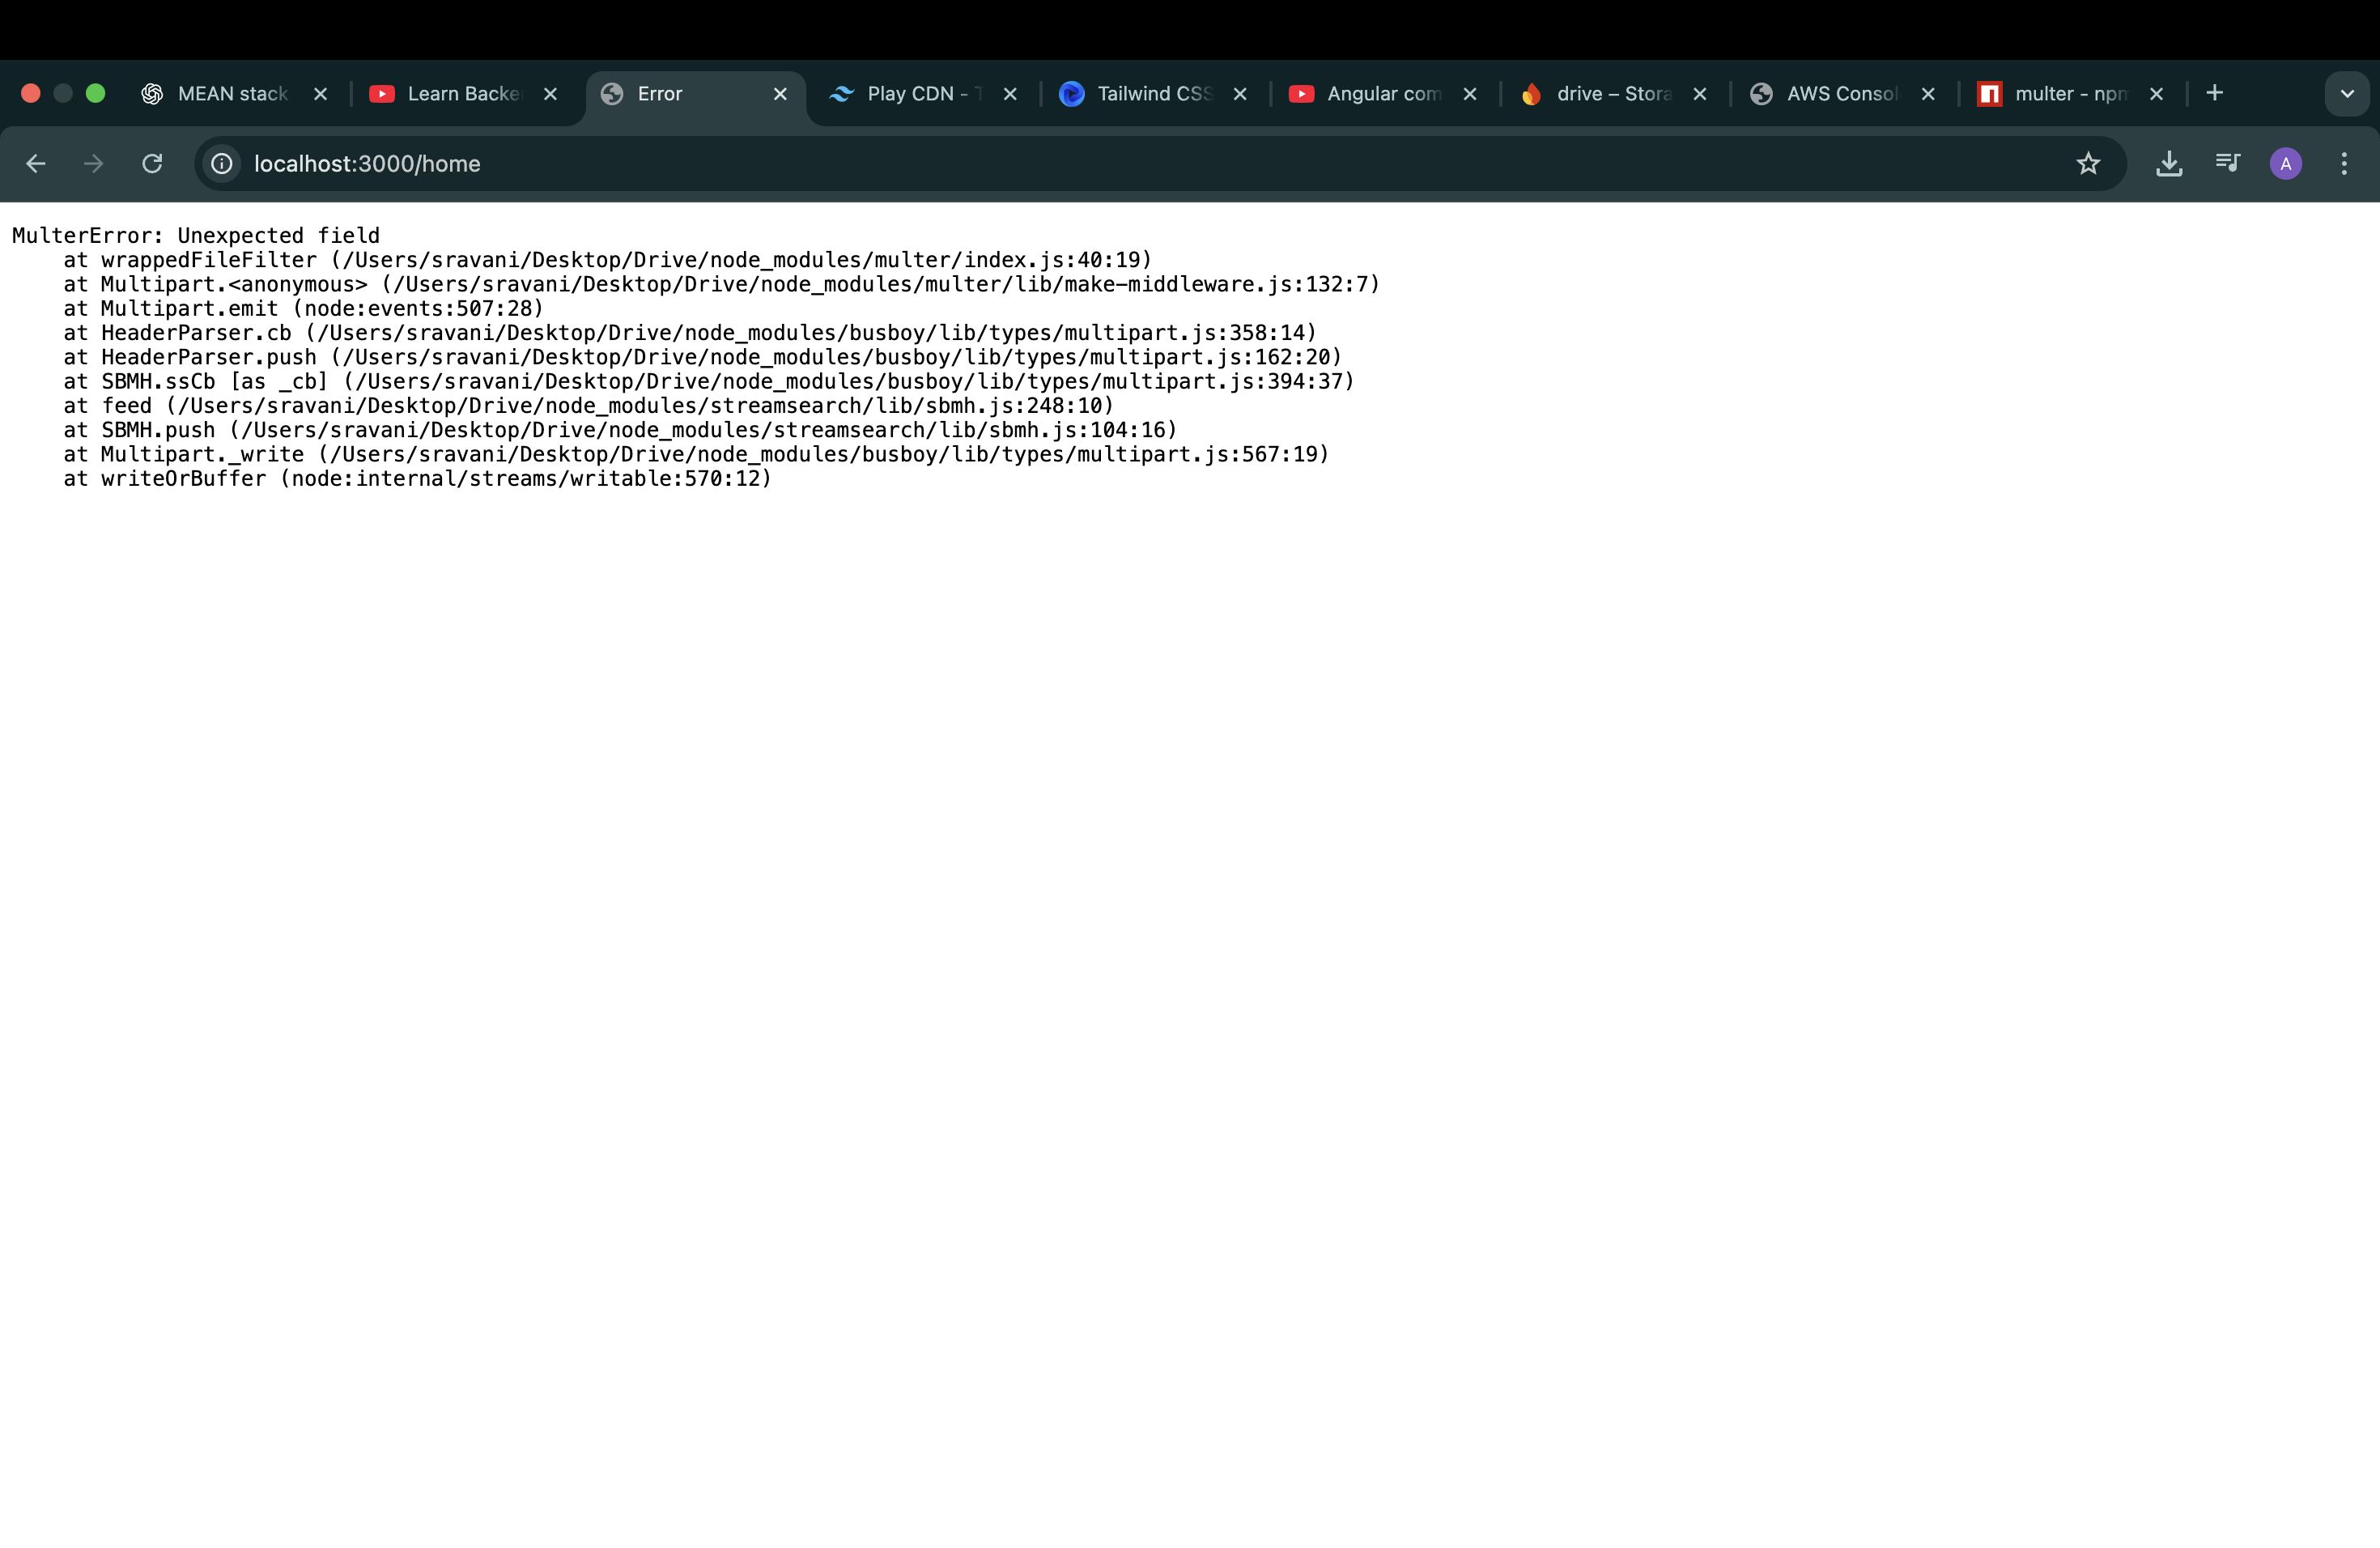 MEAN stack
Learn Backe
Error
Play CDN - T
Tailwind CSS
Angular com
drive – Stora
AWS Consol
multer - npm
localhost:3000/home
A
MulterError: Unexpected field
at wrappedFileFilter (/Users/sravani/Desktop/Drive/node_modules/multer/index.js:40:19)
at Multipart.<anonymous> (/Users/sravani/Desktop/Drive/node_modules/multer/lib/make-middleware.js:132:7)
at Multipart.emit (node:events:507:28)
at HeaderParser.cb (/Users/sravani/Desktop/Drive/node_modules/busboy/lib/types/multipart.js:358:14)
at HeaderParser.push (/Users/sravani/Desktop/Drive/node_modules/busboy/lib/types/multipart.js:162:20)
at SBMH.ssCb [as _cb] (/Users/sravani/Desktop/Drive/node_modules/busboy/lib/types/multipart.js:394:37)
at feed (/Users/sravani/Desktop/Drive/node_modules/streamsearch/lib/sbmh.js:248:10)
at SBMH.push (/Users/sravani/Desktop/Drive/node_modules/streamsearch/lib/sbmh.js:104:16)
at Multipart._write (/Users/sravani/Desktop/Drive/node_modules/busboy/lib/types/multipart.js:567:19)
at writeOrBuffer (node:internal/streams/writable:570:12)